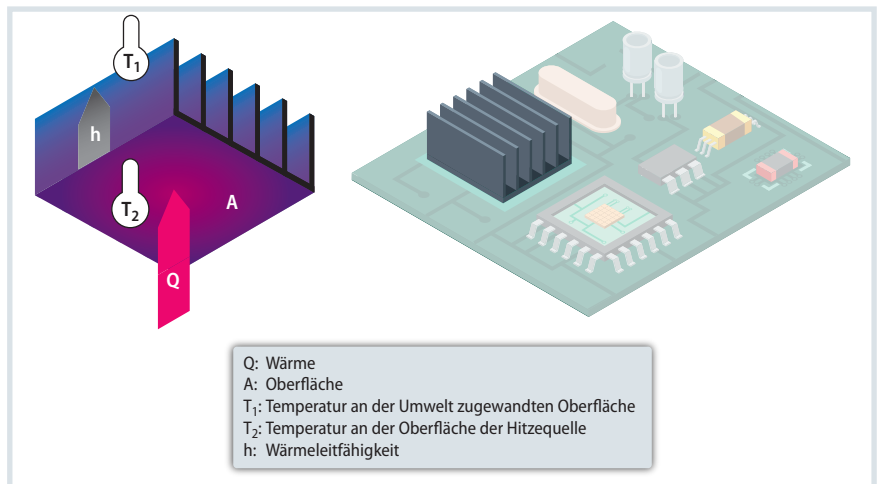 T₁
h
T₂
A
Q
Q: Wärme
A: Oberfläche
T₁: Temperatur an der Umwelt zugewandten Oberfläche
T₂: Temperatur an der Oberfläche der Hitzequelle
h: Wärmeleitfähigkeit